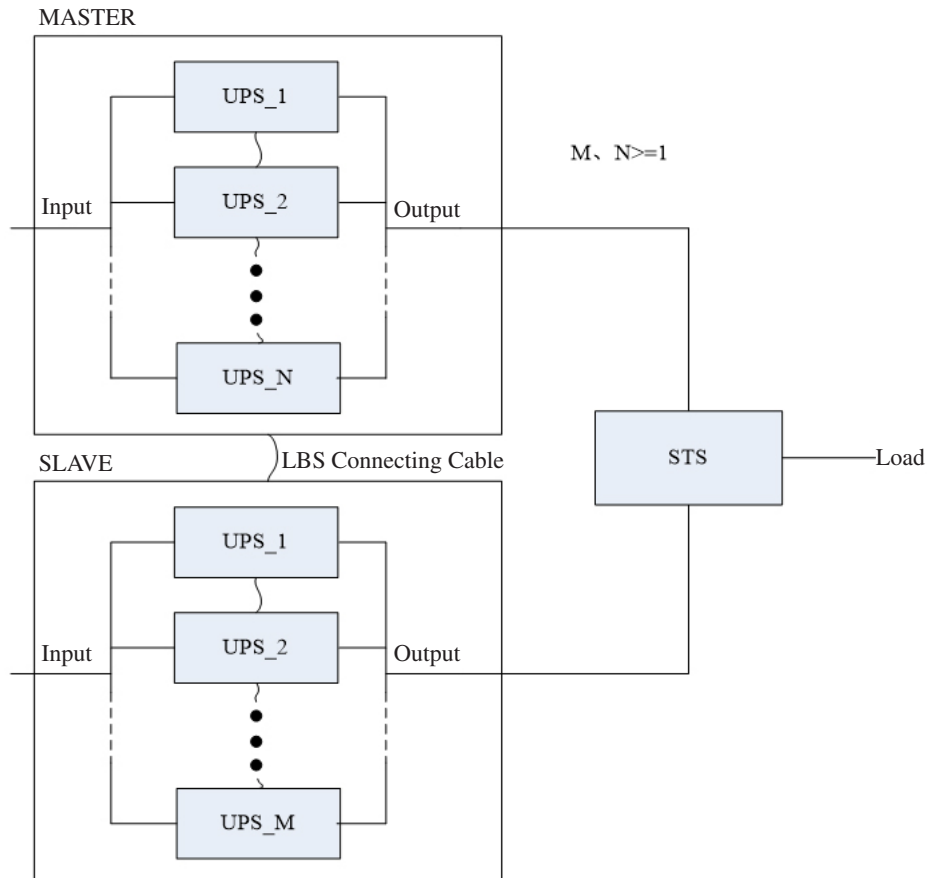 MASTER
UPS_1
M、N>=1
UPS_2
Input
Output
UPS_N
STS
Load
LBS Connecting Cable
SLAVE
UPS_1
UPS_2
Input
Output
UPS_M